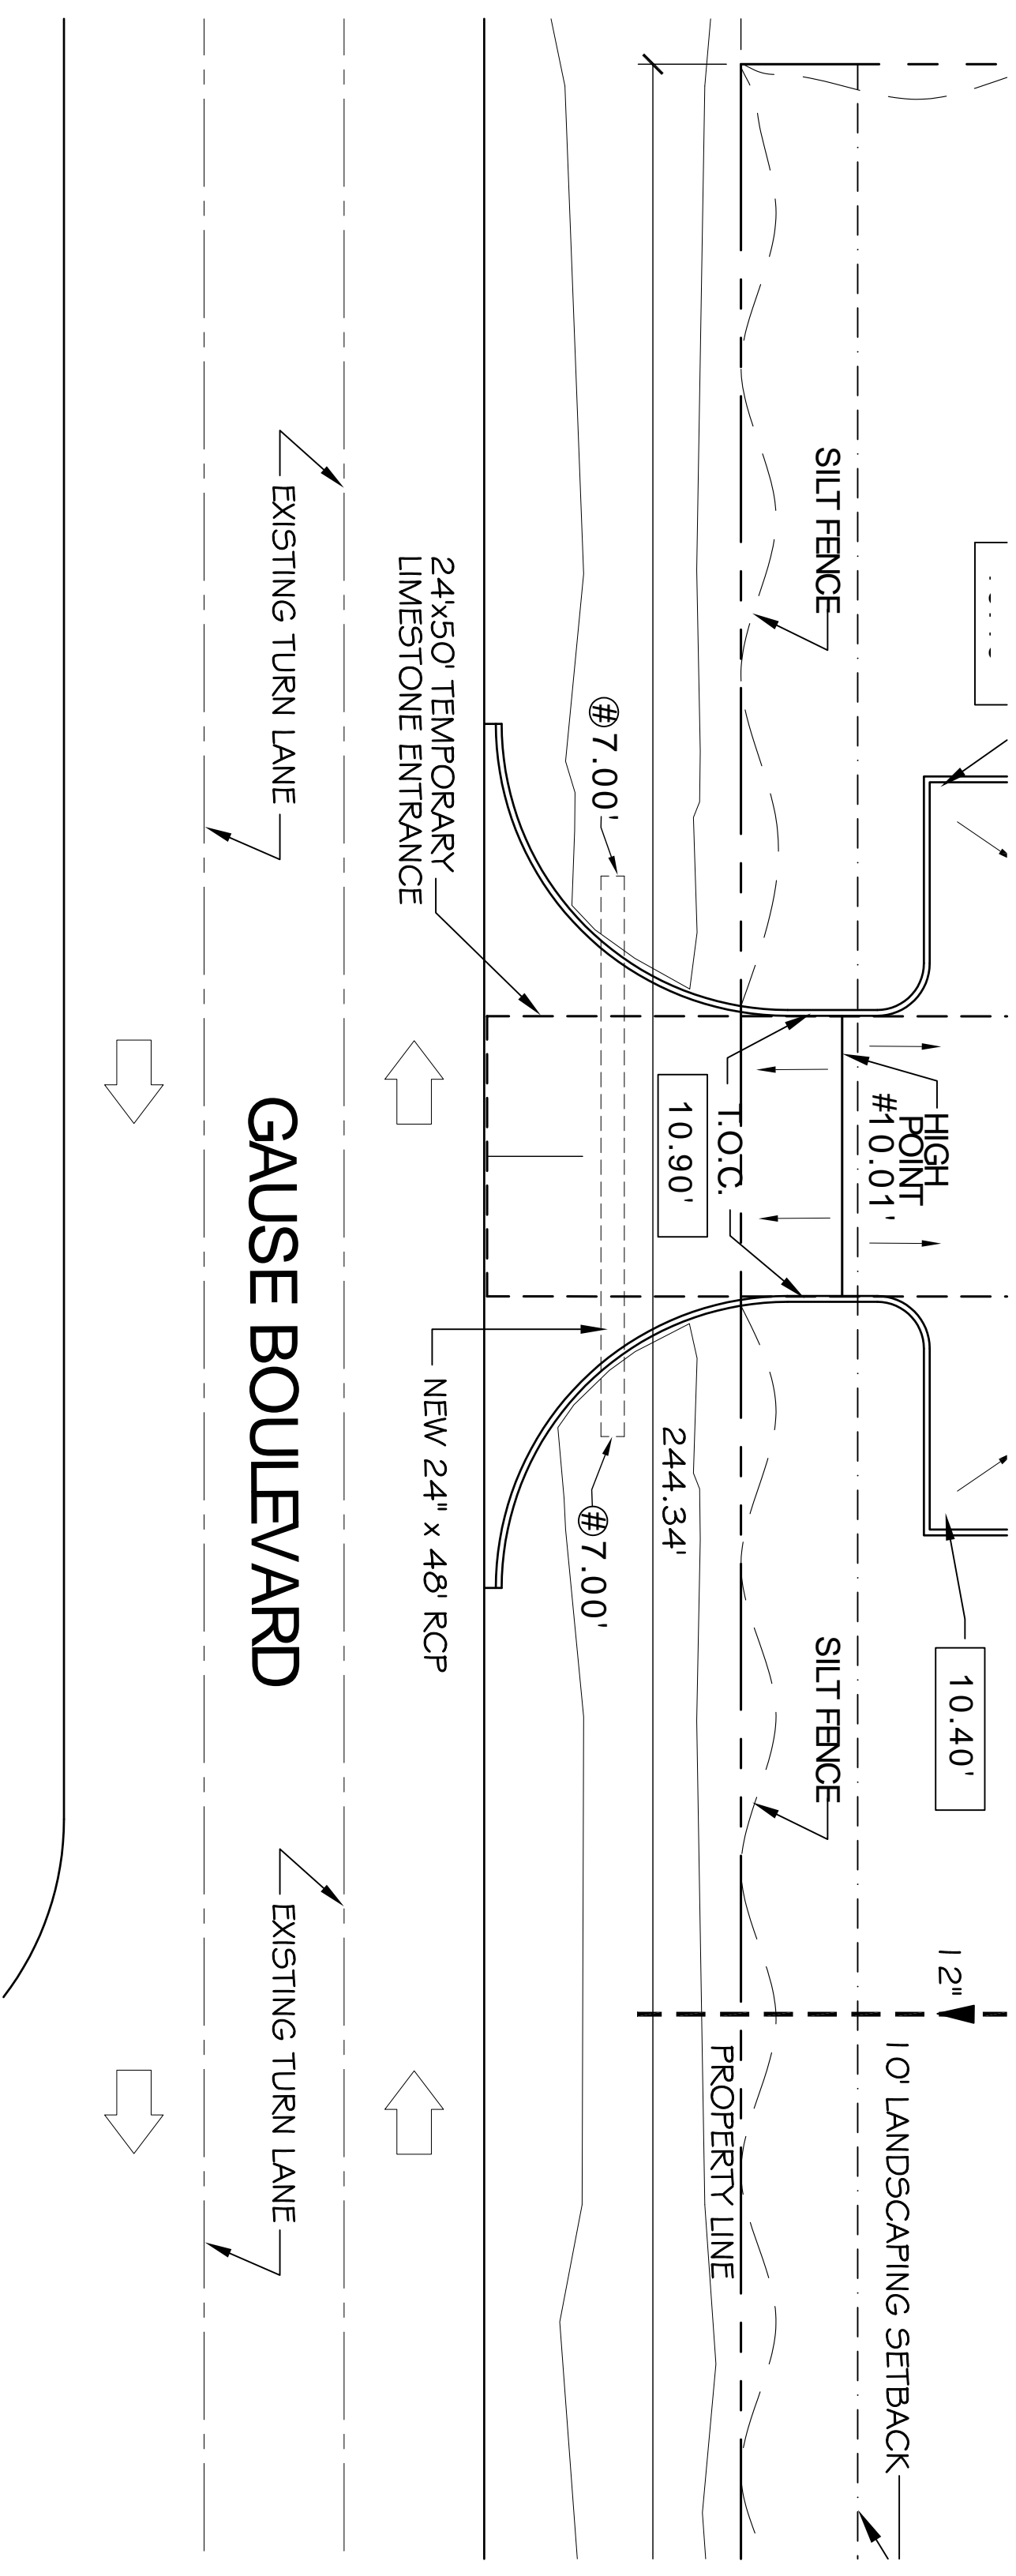 SILT FENCE
24'x50' TEMPORARY
LIMESTONE ENTRANCE
EXISTING TURN LANE
#7.00'
HIGH
POINT
#10.01'
T.O.C.
10.90'
GAUSE BOULEVARD
244.34'
#7.00'
NEW 24" x 48' RCP
10.40'
SILT FENCE
12"
10' LANDSCAPING SETBACK
PROPERTY LINE
EXISTING TURN LANE